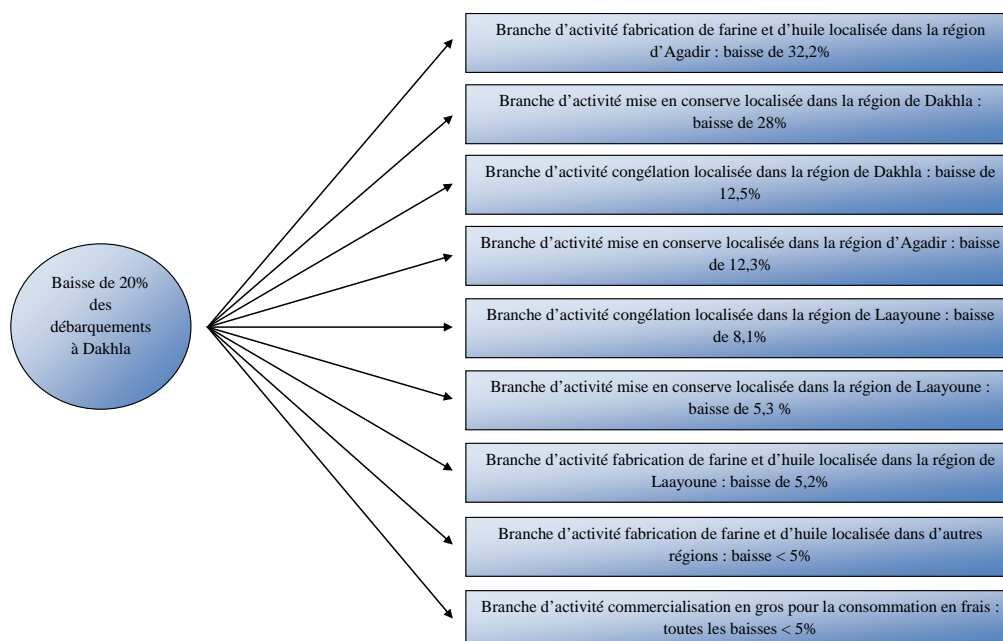 Branche d’activité fabrication de farine et d’huile localisée dans la région
d’Agadir : baisse de 32,2%
Branche d’activité mise en conserve localisée dans la région de Dakhla :
baisse de 28%
Branche d’activité congélation localisée dans la région de Dakhla : baisse de
12,5%
Branche d’activité mise en conserve localisée dans la région d’Agadir : baisse
de 12,3%
Baisse de 20%
des
débarquements
à Dakhla
Branche d’activité congélation localisée dans la région de Laayoune : baisse
de 8,1%
Branche d’activité mise en conserve localisée dans la région de Laayoune :
baisse de 5,3 %
Branche d’activité fabrication de farine et d’huile localisée dans la région de
Laayoune : baisse de 5,2%
Branche d’activité fabrication de farine et d’huile localisée dans d’autres
régions : baisse < 5%
Branche d’activité commercialisation en gros pour la consommation en frais :
toutes les baisses < 5%